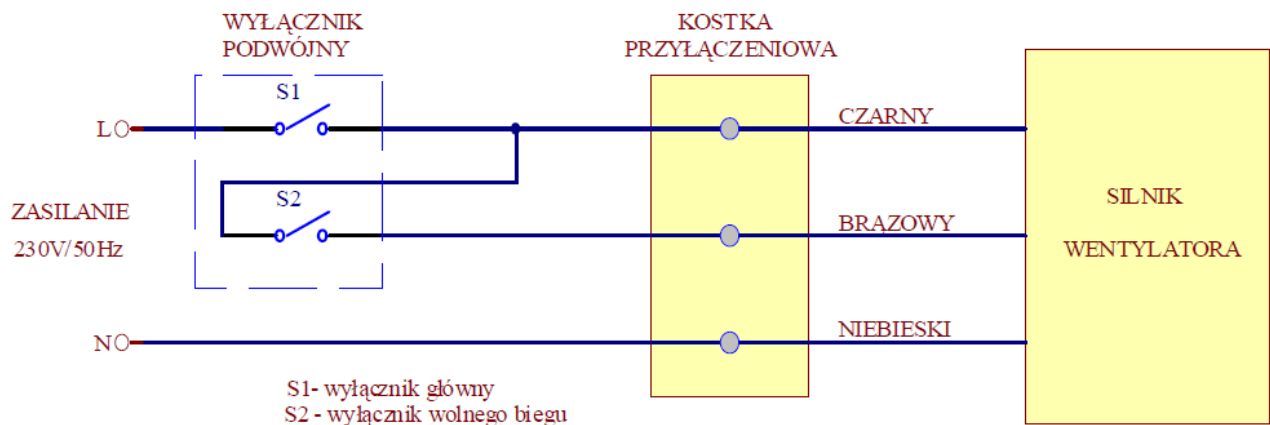 WYŁĄCZNIK
PODWÓJNY
KOSTKA
PRZYŁĄCZENIOWA
S1
L
CZARNY
ZASILANIE
230V/50Hz
S2
BRĄZOWY
SILNIK
WENTYLATORA
N
NIEBIESKI
S1- wyłącznik główny
S2 - wyłącznik wolnego biegu